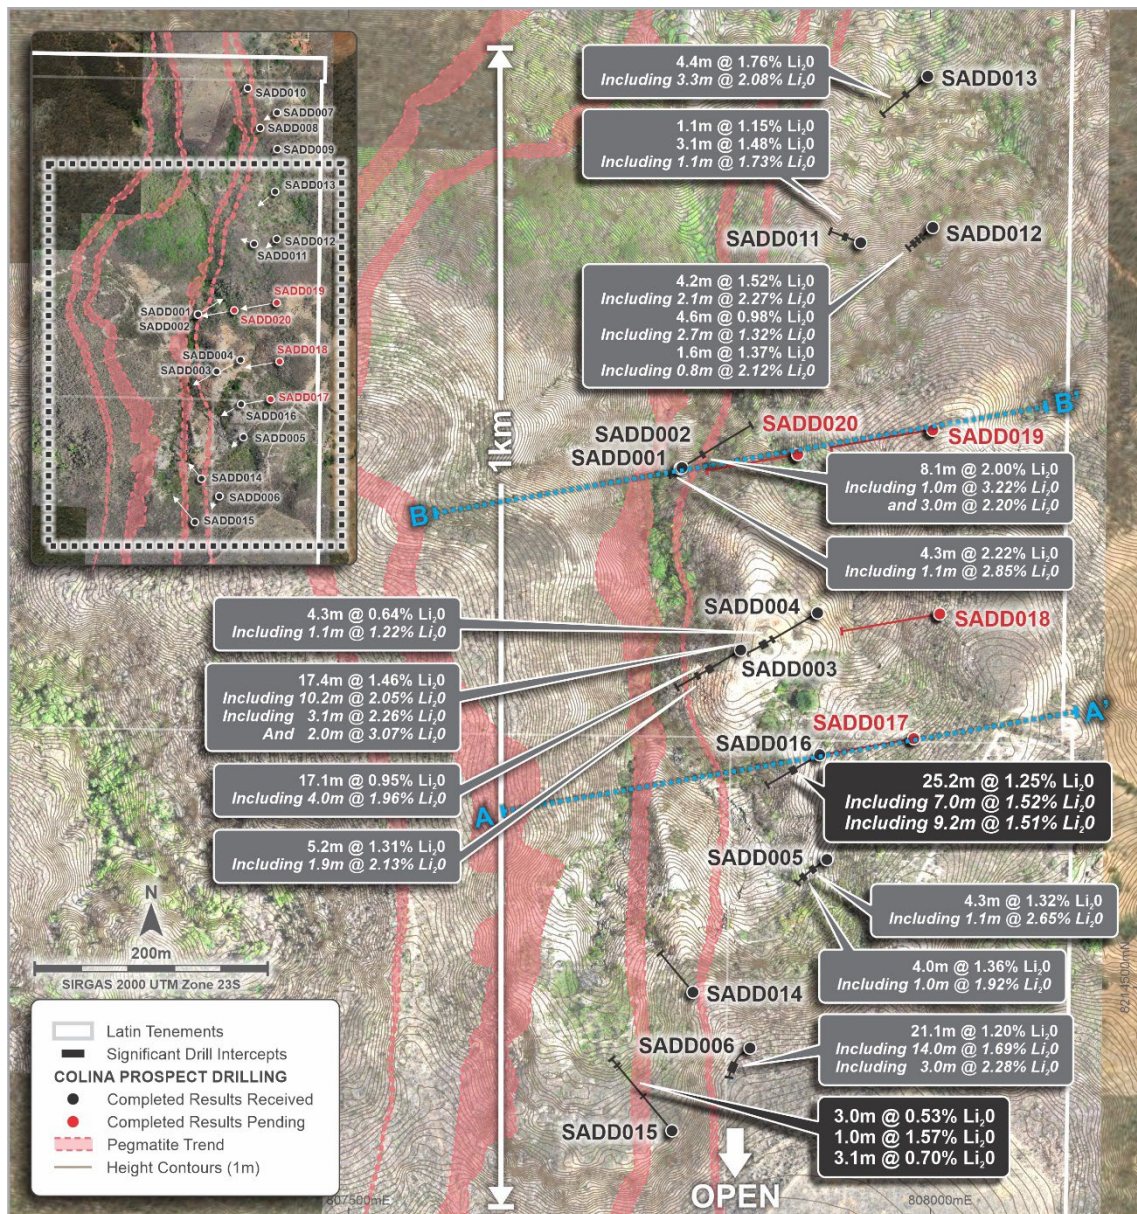 SADD010
SADD007
SADD008
SADD009
SADD013
SADD012
SADD011
SADD019
SADD001
SADD002
SADD020
SADD004
SADD003
SADD018
SADD017
SADD016
SADD005
SADD014
SADD006
SADD015
4.4m @ 1.76% Li₂0
Including 3.3m @ 2.08% Li₂0
SADD013
1.1m @ 1.15% Li₂0
3.1m @ 1.48% Li₂0
Including 1.1m @ 1.73% Li₂0
SADD011
SADD012
4.2m @ 1.52% Li₂0
Including 2.1m @ 2.27% Li₂0
4.6m @ 0.98% Li₂0
Including 2.7m @ 1.32% Li₂0
1.6m @ 1.37% Li₂0
Including 0.8m @ 2.12% Li₂0
1km
B'
SADD002
SADD001
SADD020
SADD019
B
8.1m @ 2.00% Li₂0
Including 1.0m @ 3.22% Li₂0
and 3.0m @ 2.20% Li₂0
4.3m @ 2.22% Li₂0
Including 1.1m @ 2.85% Li₂0
4.3m @ 0.64% Li₂0
Including 1.1m @ 1.22% Li₂0
SADD004
SADD018
SADD003
17.4m @ 1.46% Li₂0
Including 10.2m @ 2.05% Li₂0
Including 3.1m @ 2.26% Li₂0
And 2.0m @ 3.07% Li₂0
A'
SADD017
SADD016
17.1m @ 0.95% Li₂0
Including 4.0m @ 1.96% Li₂0
A
25.2m @ 1.25% Li₂0
Including 7.0m @ 1.52% Li₂0
Including 9.2m @ 1.51% Li₂0
5.2m @ 1.31% Li₂0
Including 1.9m @ 2.13% Li₂0
SADD005
4.3m @ 1.32% Li₂0
Including 1.1m @ 2.65% Li₂0
N
200m
SIRGAS 2000 UTM Zone 23S
4.0m @ 1.36% Li₂0
Including 1.0m @ 1.92% Li₂0
SADD014
21.1m @ 1.20% Li₂0
Including 14.0m @ 1.69% Li₂0
Including 3.0m @ 2.28% Li₂0
SADD006
Latin Tenements
Significant Drill Intercepts
COLINA PROSPECT DRILLING
Completed Results Received
Completed Results Pending
Pegmatite Trend
Height Contours (1m)
3.0m @ 0.53% Li₂0
1.0m @ 1.57% Li₂0
3.1m @ 0.70% Li₂0
SADD015
OPEN
807500mE
808000mE